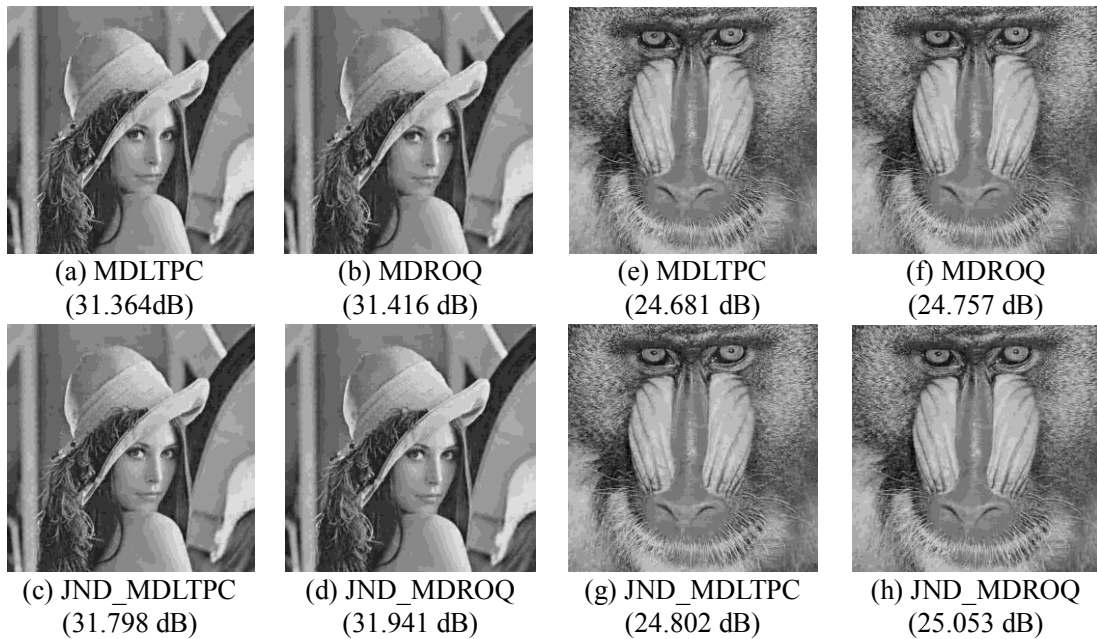 (a) MDLTPC
(31.364dB)
(b) MDROQ
(31.416 dB)
(e) MDLTPC
(24.681 dB)
(f) MDROQ
(24.757 dB)
(c) JND_MDLTPC
(31.798 dB)
(d) JND_MDROQ
(31.941 dB)
(g) JND_MDLTPC
(24.802 dB)
(h) JND_MDROQ
(25.053 dB)